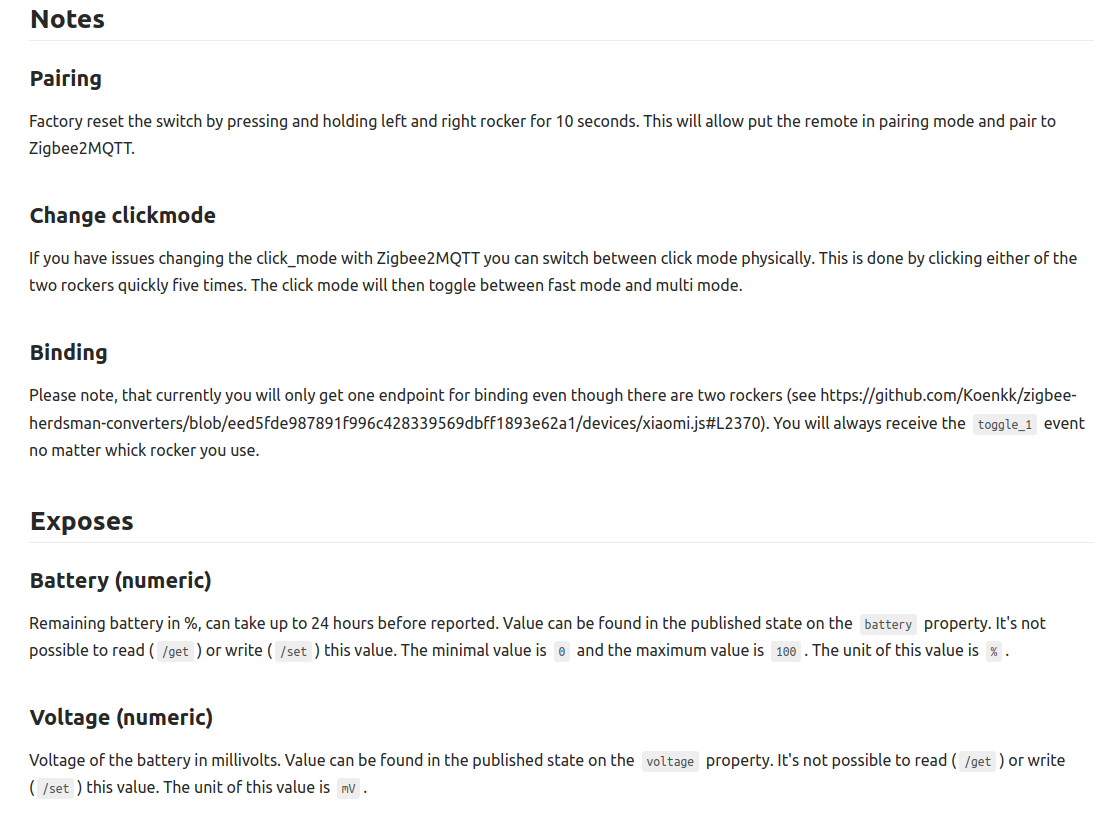 Notes
Pairing
Factory reset the switch by pressing and holding left and right rocker for 10 seconds. This will allow put the remote in pairing mode and pair to
Zigbee2MQTT.
Change clickmode
If you have issues changing the click_mode with Zigbee2MQTT you can switch between click mode physically. This is done by clicking either of the
two rockers quickly five times. The click mode will then toggle between fast mode and multi mode.
Binding
Please note, that currently you will only get one endpoint for binding even though there are two rockers (see https://github.com/Koenkk/zigbee-
herdsman-converters/blob/eed5fde987891f996c428339569dbff1893e62a1/devices/xiaomi.js#L2370). You will always receive the toggle_1 event
no matter whick rocker you use.
Exposes
Battery (numeric)
Remaining battery in %, can take up to 24 hours before reported. Value can be found in the published state on the battery property. It's not
possible to read ( /get ) or write ( /set ) this value. The minimal value is 0 and the maximum value is 100 . The unit of this value is % .
Voltage (numeric)
Voltage of the battery in millivolts. Value can be found in the published state on the voltage property. It's not possible to read ( /get ) or write
( /set ) this value. The unit of this value is mV .